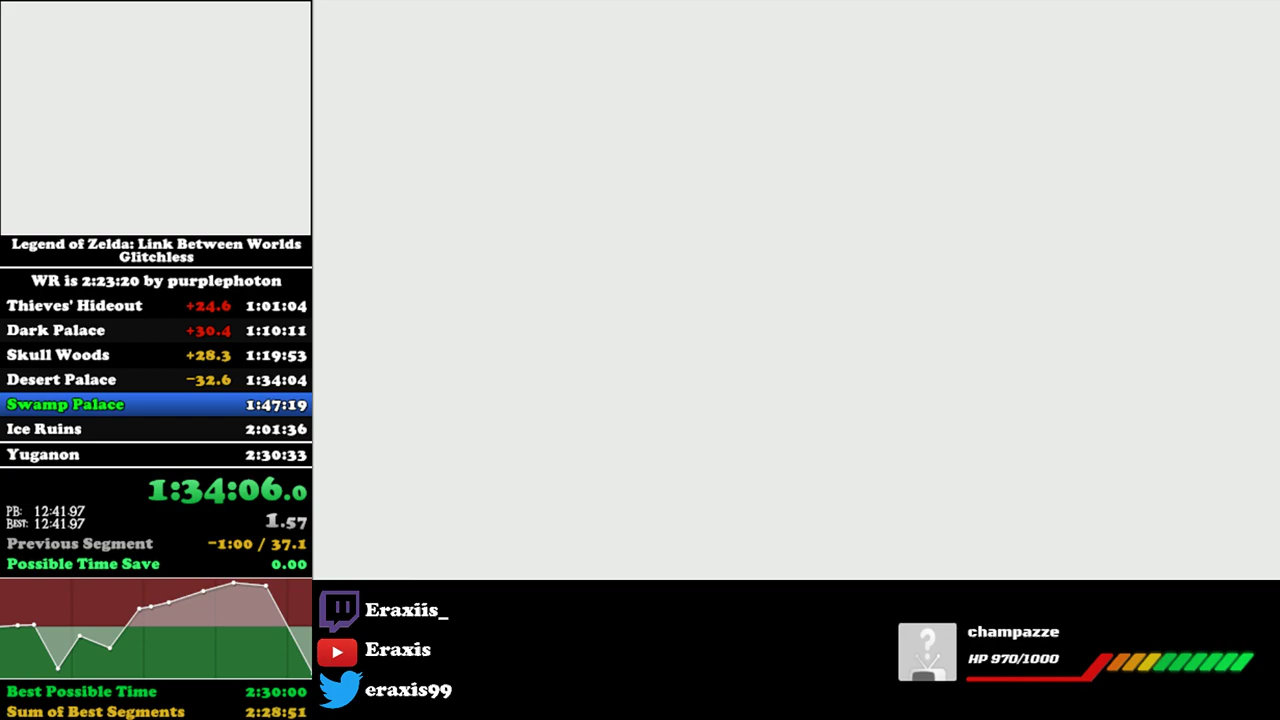 Legend of Zelda: Link Between Worlds
Glitchless
WR is 2:23:20 by purplephoton
Thieves' Hideout +24.6 1:01:04
Dark Palace +30.4 1:10:11
Skull Woods +28.3 1:19:53
Desert Palace −32.6 1:34:04
Swamp Palace 1:47:19
Ice Ruins 2:01:36
Yuganon 2:30:33
1:34:06.0
PB: 12:41.97
BEST: 12:41.97
1.57
Previous Segment −1:00 / 37.1
Possible Time Save 0.00
Best Possible Time 2:30:00
Sum of Best Segments 2:28:51
Eraxiis_
Eraxis
eraxis99
?
champazze
HP 970/1000